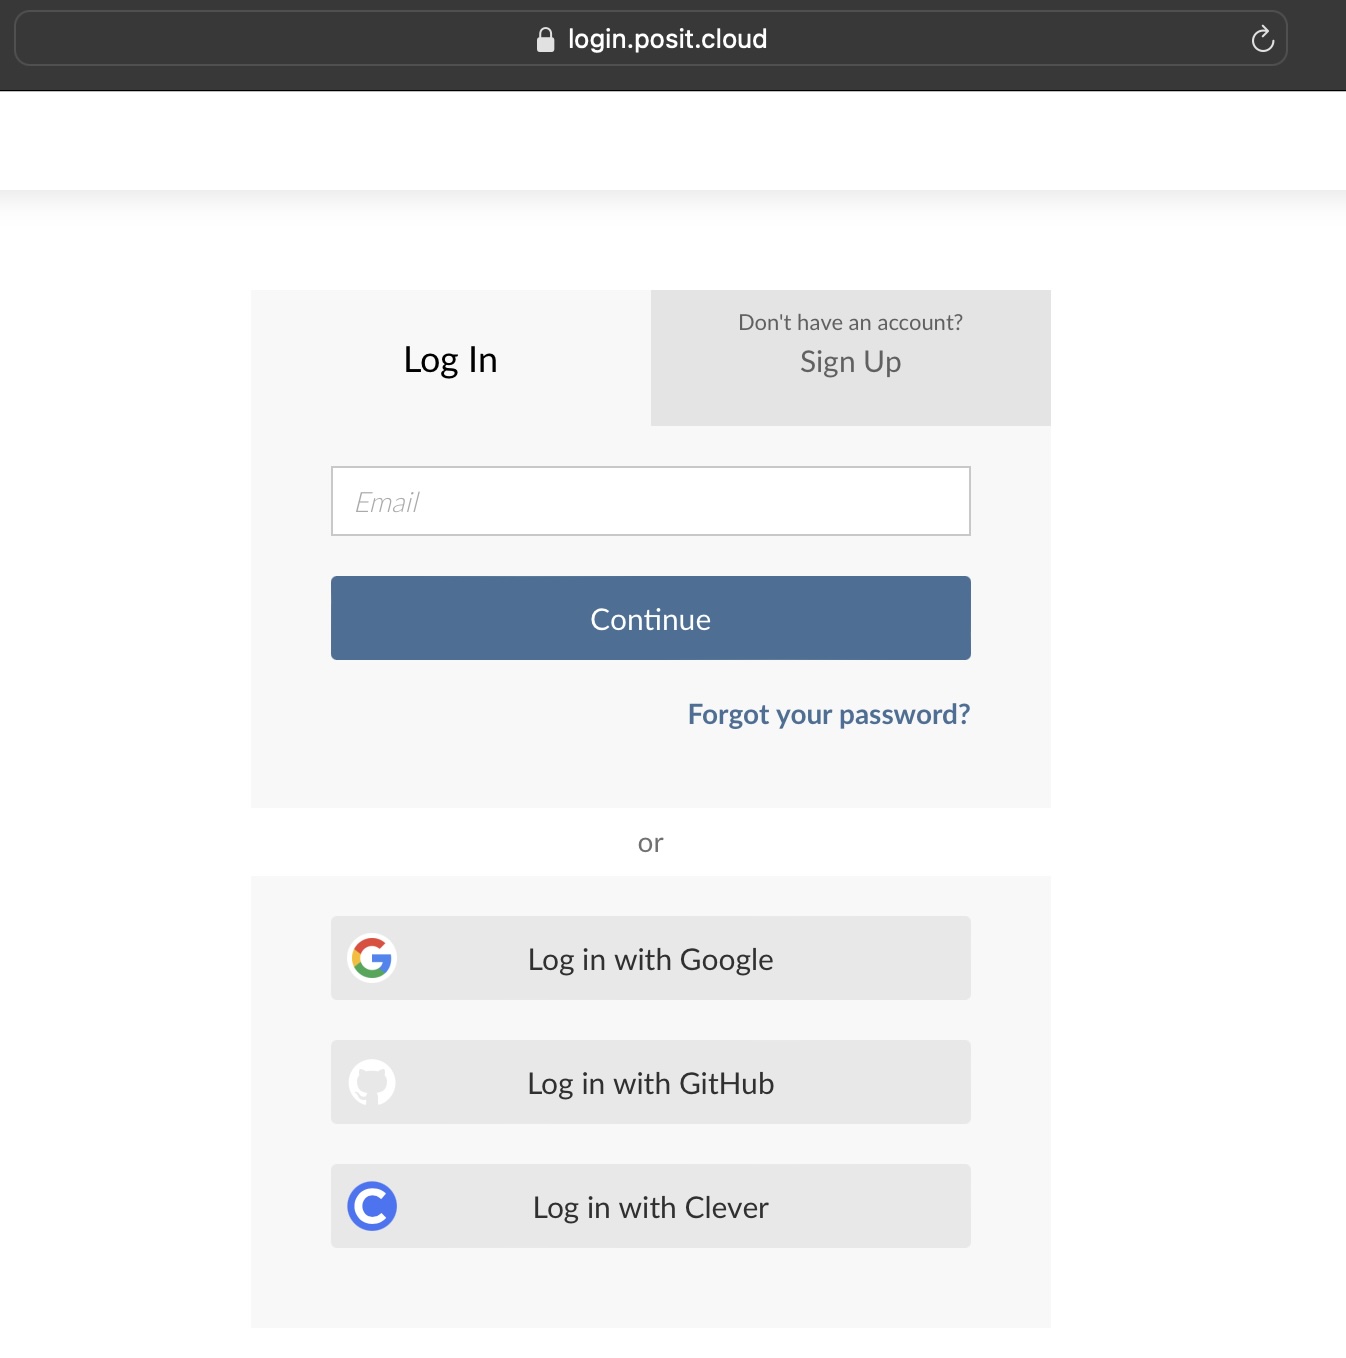 login.posit.cloud
Log In
Don't have an account?
Sign Up
Email
Continue
Forgot your password?
or
Log in with Google
Log in with GitHub
Log in with Clever